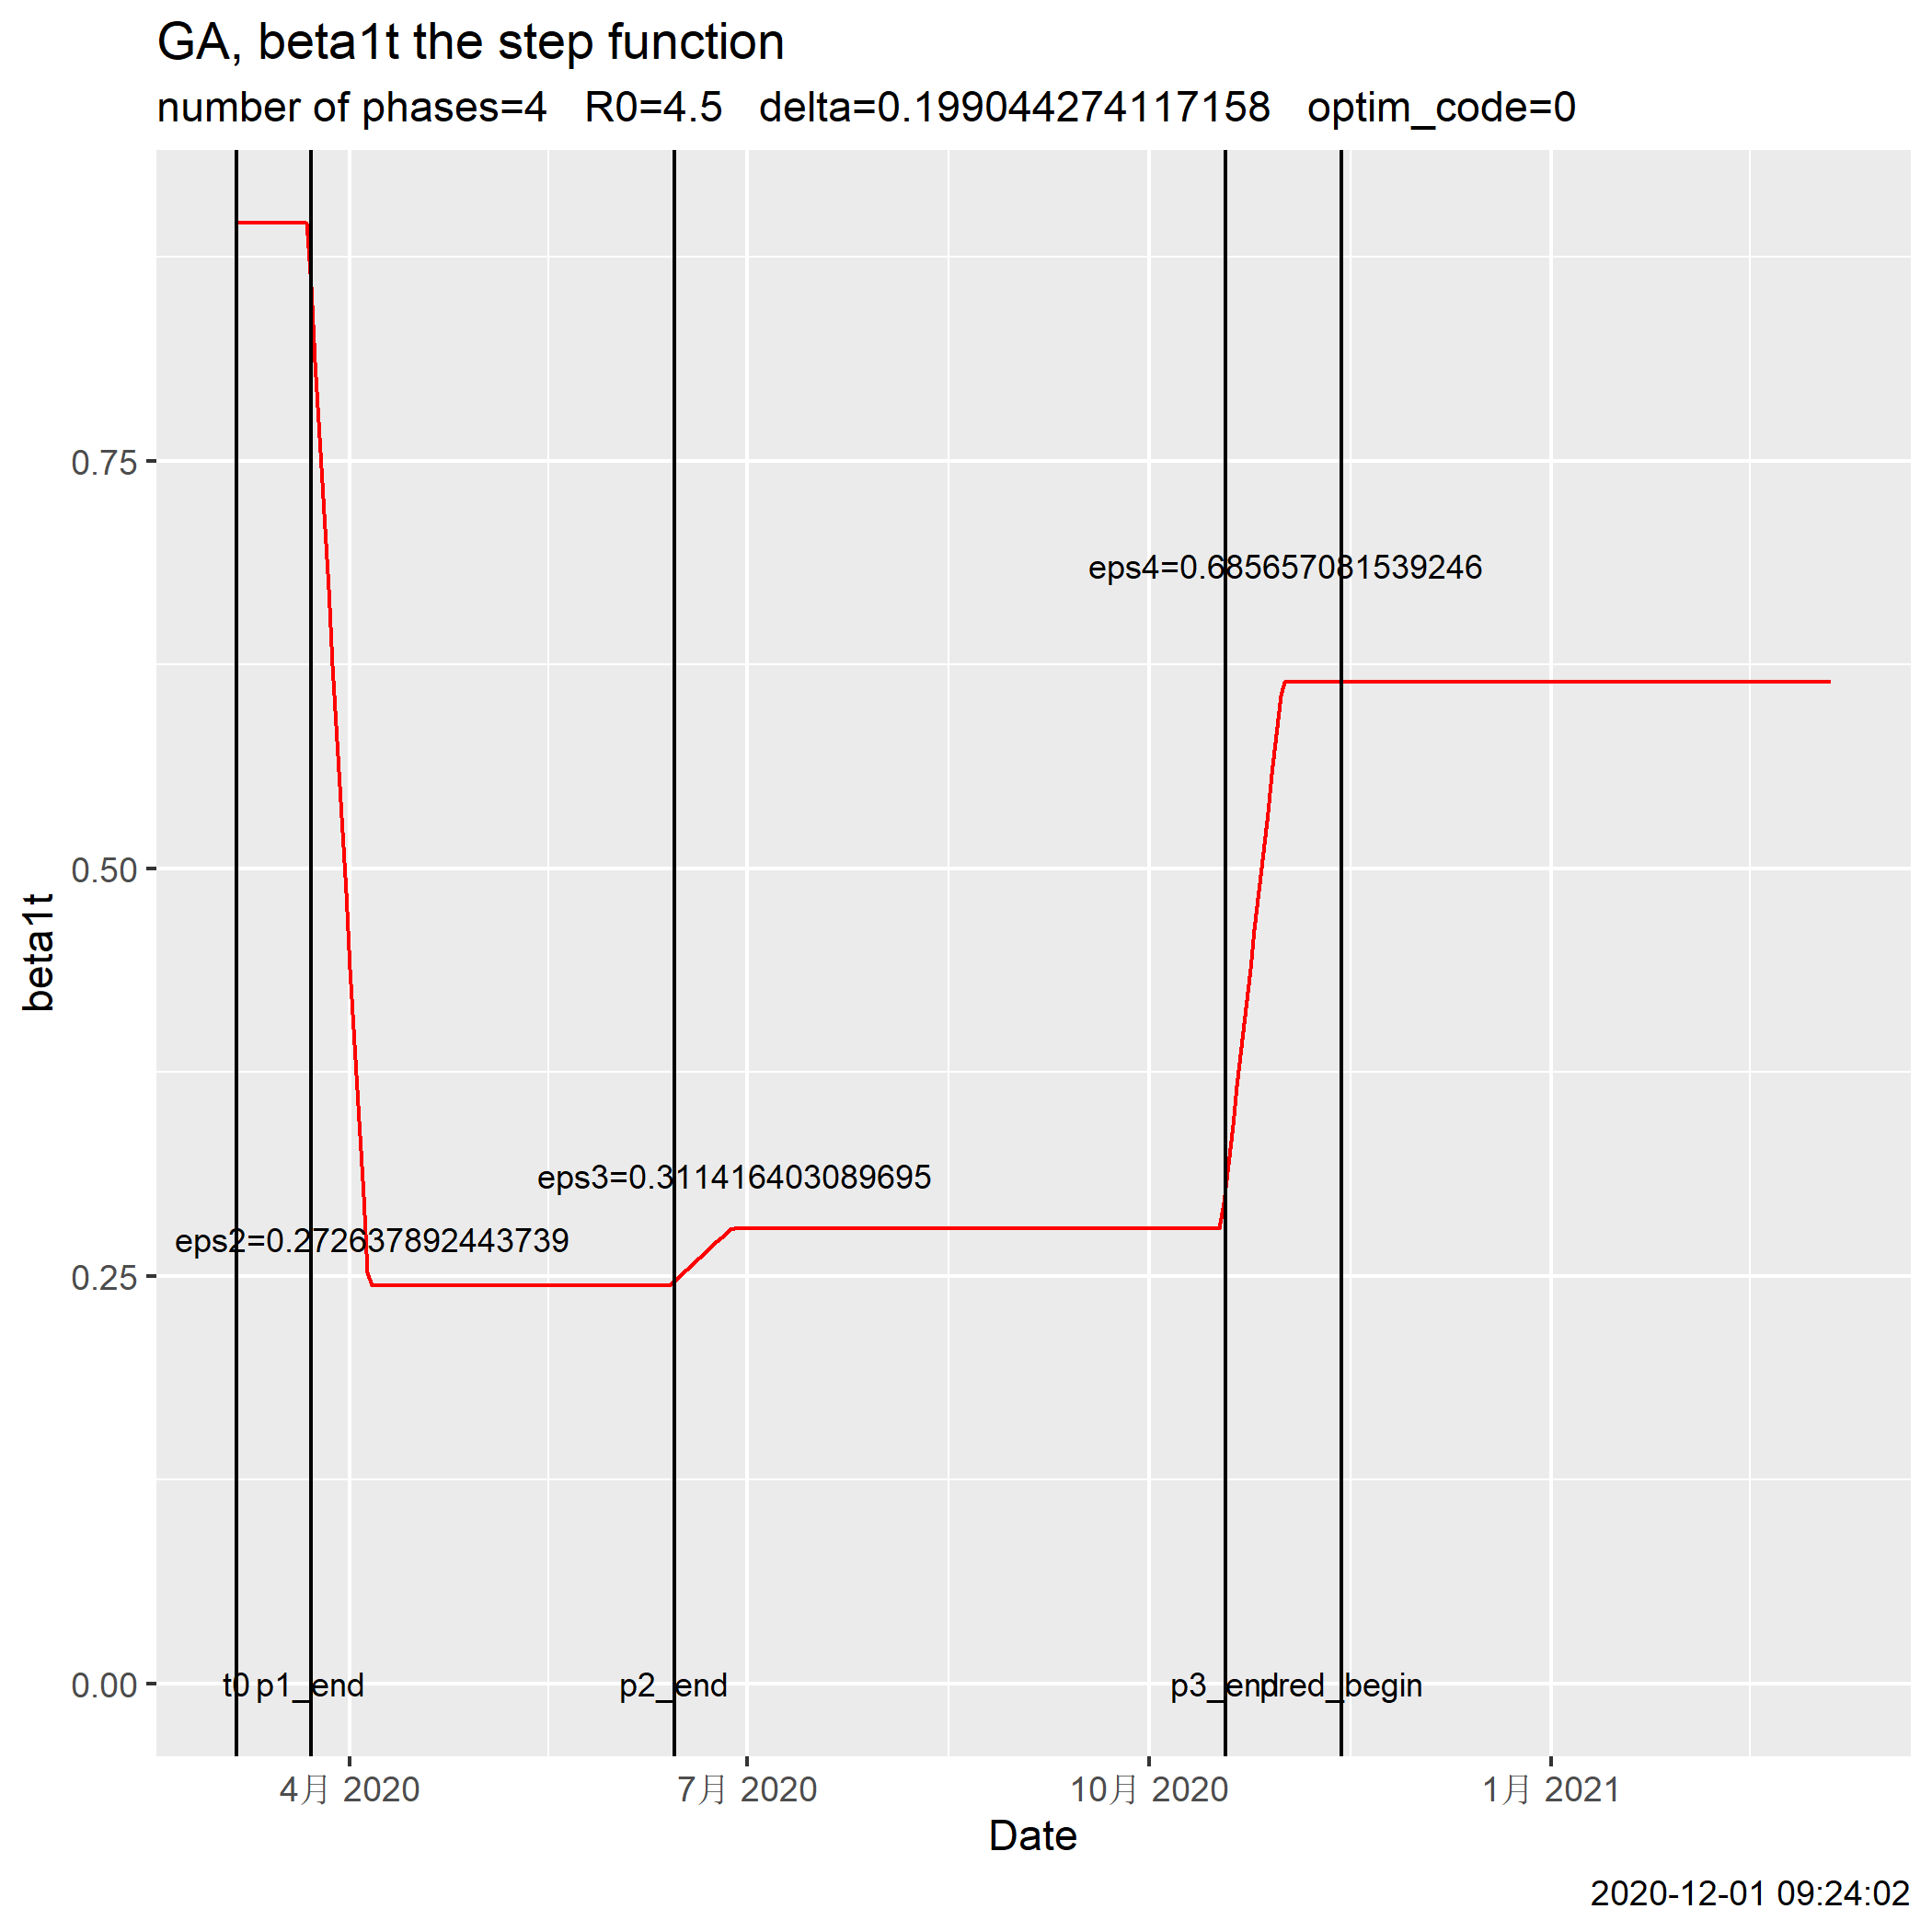 GA, beta1t the step function
number of phases=4 R0=4.5 delta=0.199044274117158 optim_code=0
beta1t
0.75
0.50
0.25
0.00
eps4=0.685657081539246
eps3=0.311416403089695
eps2=0.272637892443739
t0
p1_end
p2_end
p3_end
pred_begin
4月 2020
7月 2020
10月 2020
1月 2021
Date
2020-12-01 09:24:02